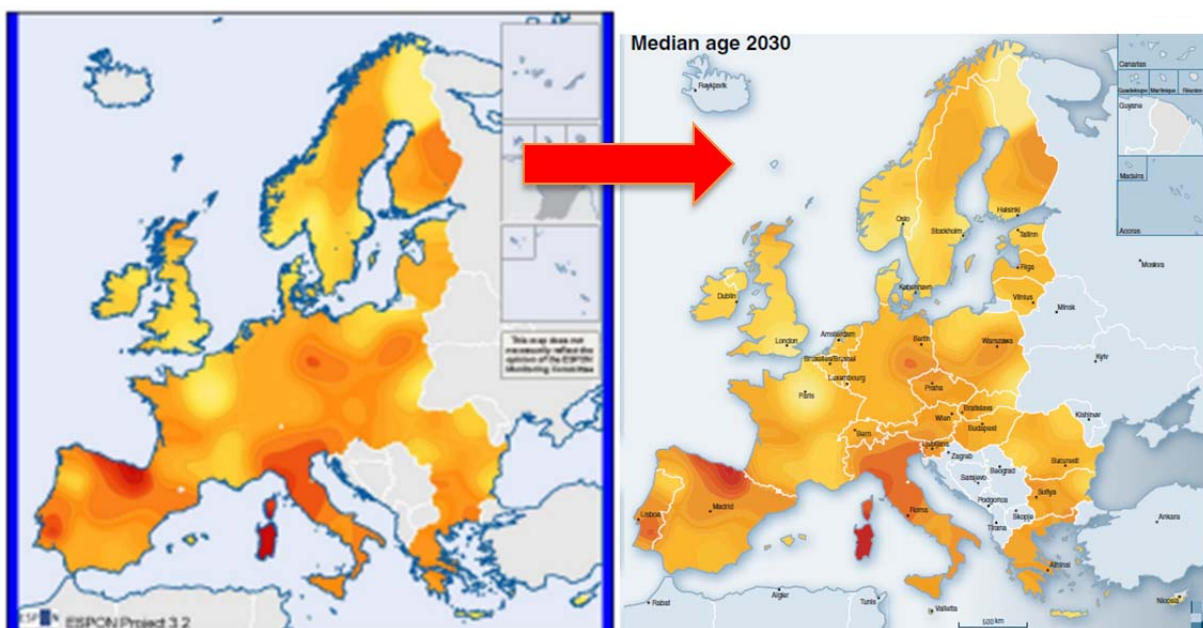 This map does not
necessarily reflect the
opinion of the ESPON
Monitoring Committee
ESPON Project 3.2
Median age 2030
Canarias
Guadeloupe Martinique Réunion
Guyane
Madeira
Acores
Reykjavik
Oslo
Helsinki
Stockholm
Tallinn
Riga
Moskva
Dublin
København
Vilnius
Minsk
London
Amsterdam
Berlin
Warszawa
Bruxelles/Brussel
Kyiv
Luxembourg
Praha
Paris
Wien
Bratislava
Kishinev
Budapest
Bern
Ljubljana
Zagreb
Beograd
Bucuresti
Sarajevo
Sofiya
Podgorica
Madrid
Lisboa
Roma
Skopje
Tirana
Ankara
Athinai
Alger
Tunis
Rabat
Valletta
Nicosia
500 km